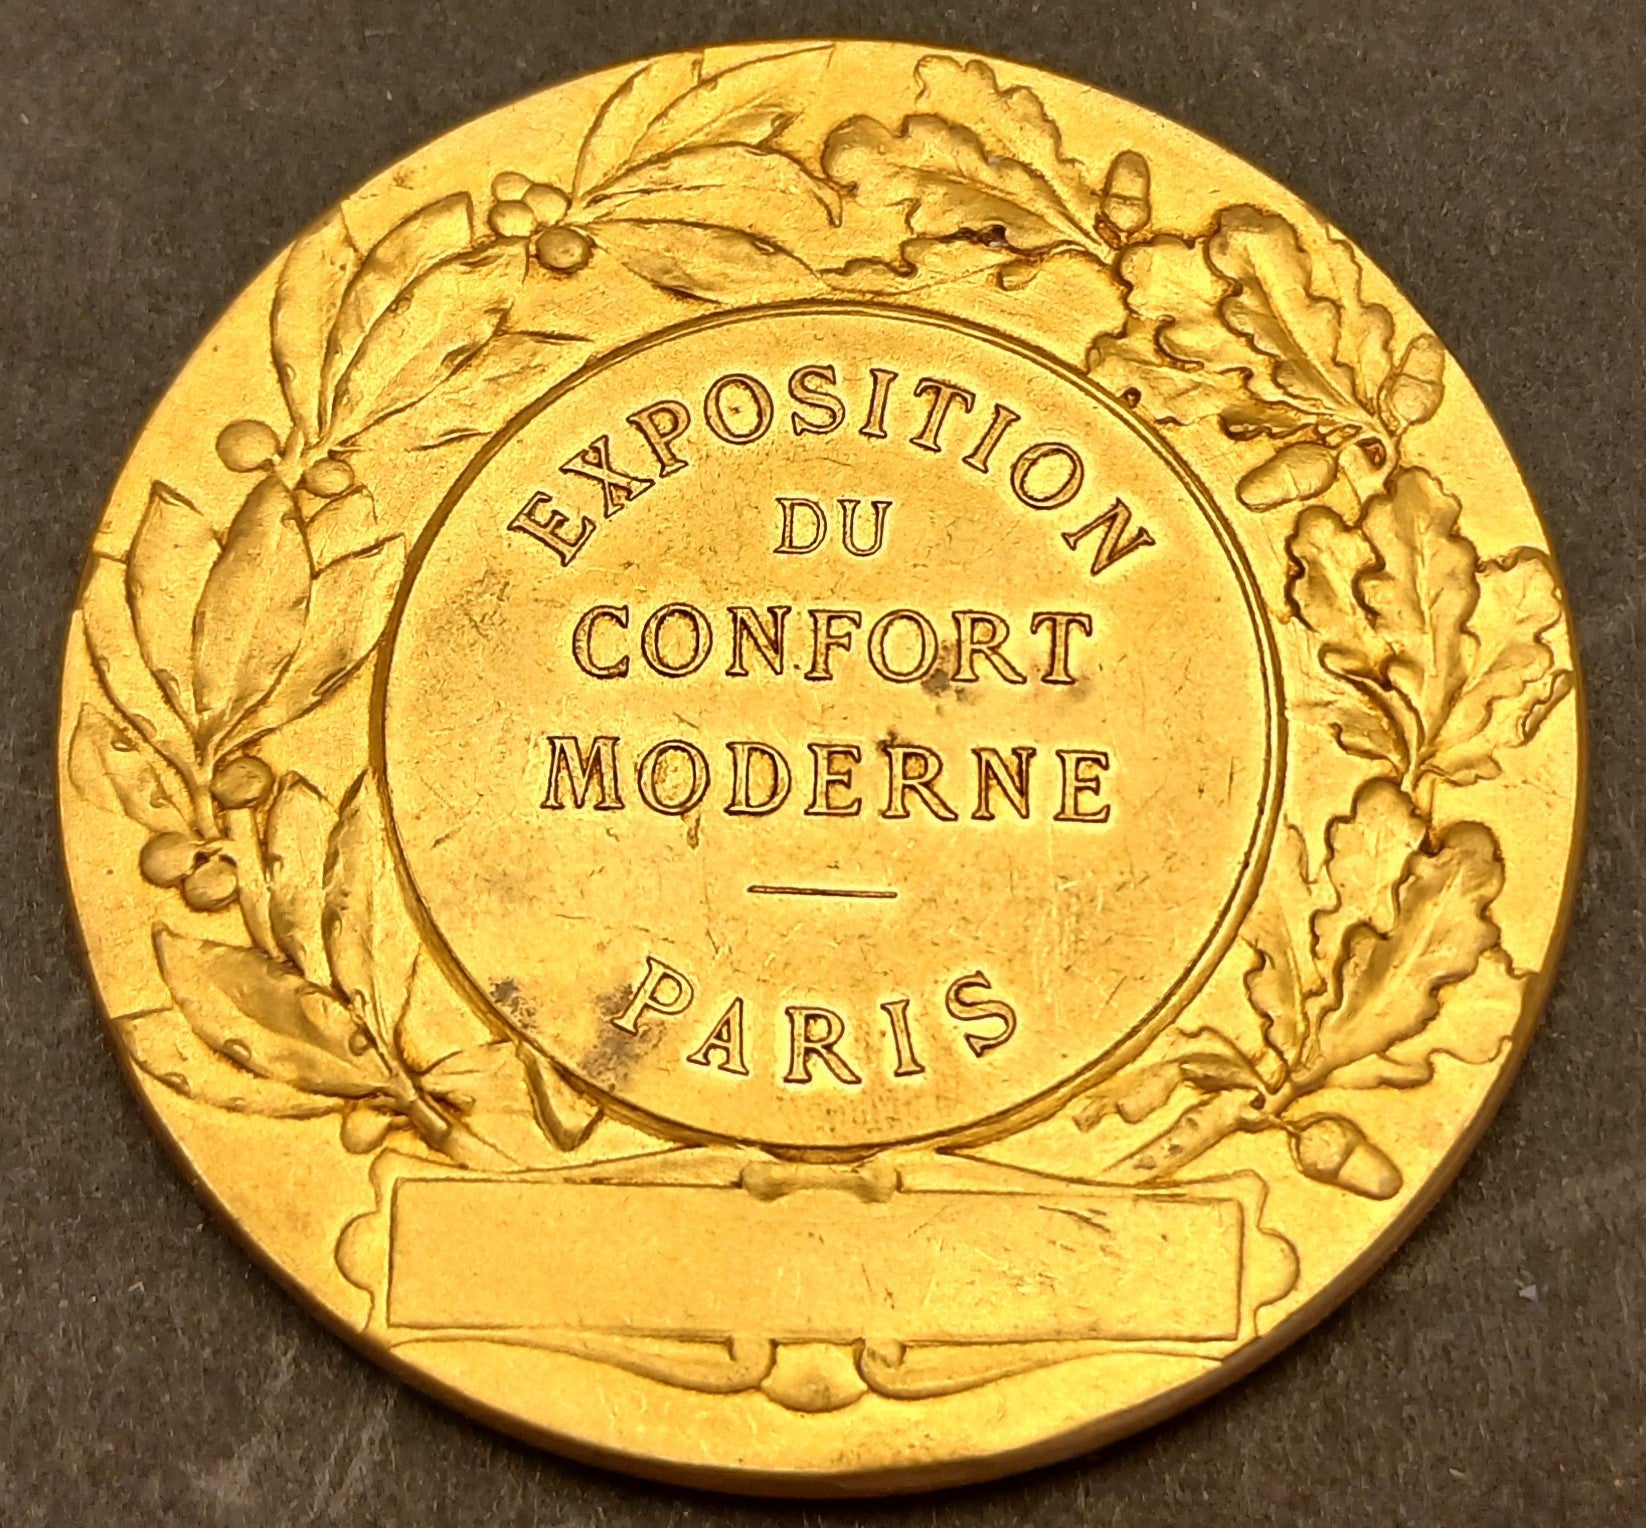 EXPOSITION
DU
CONFORT
MODERNE
PARIS